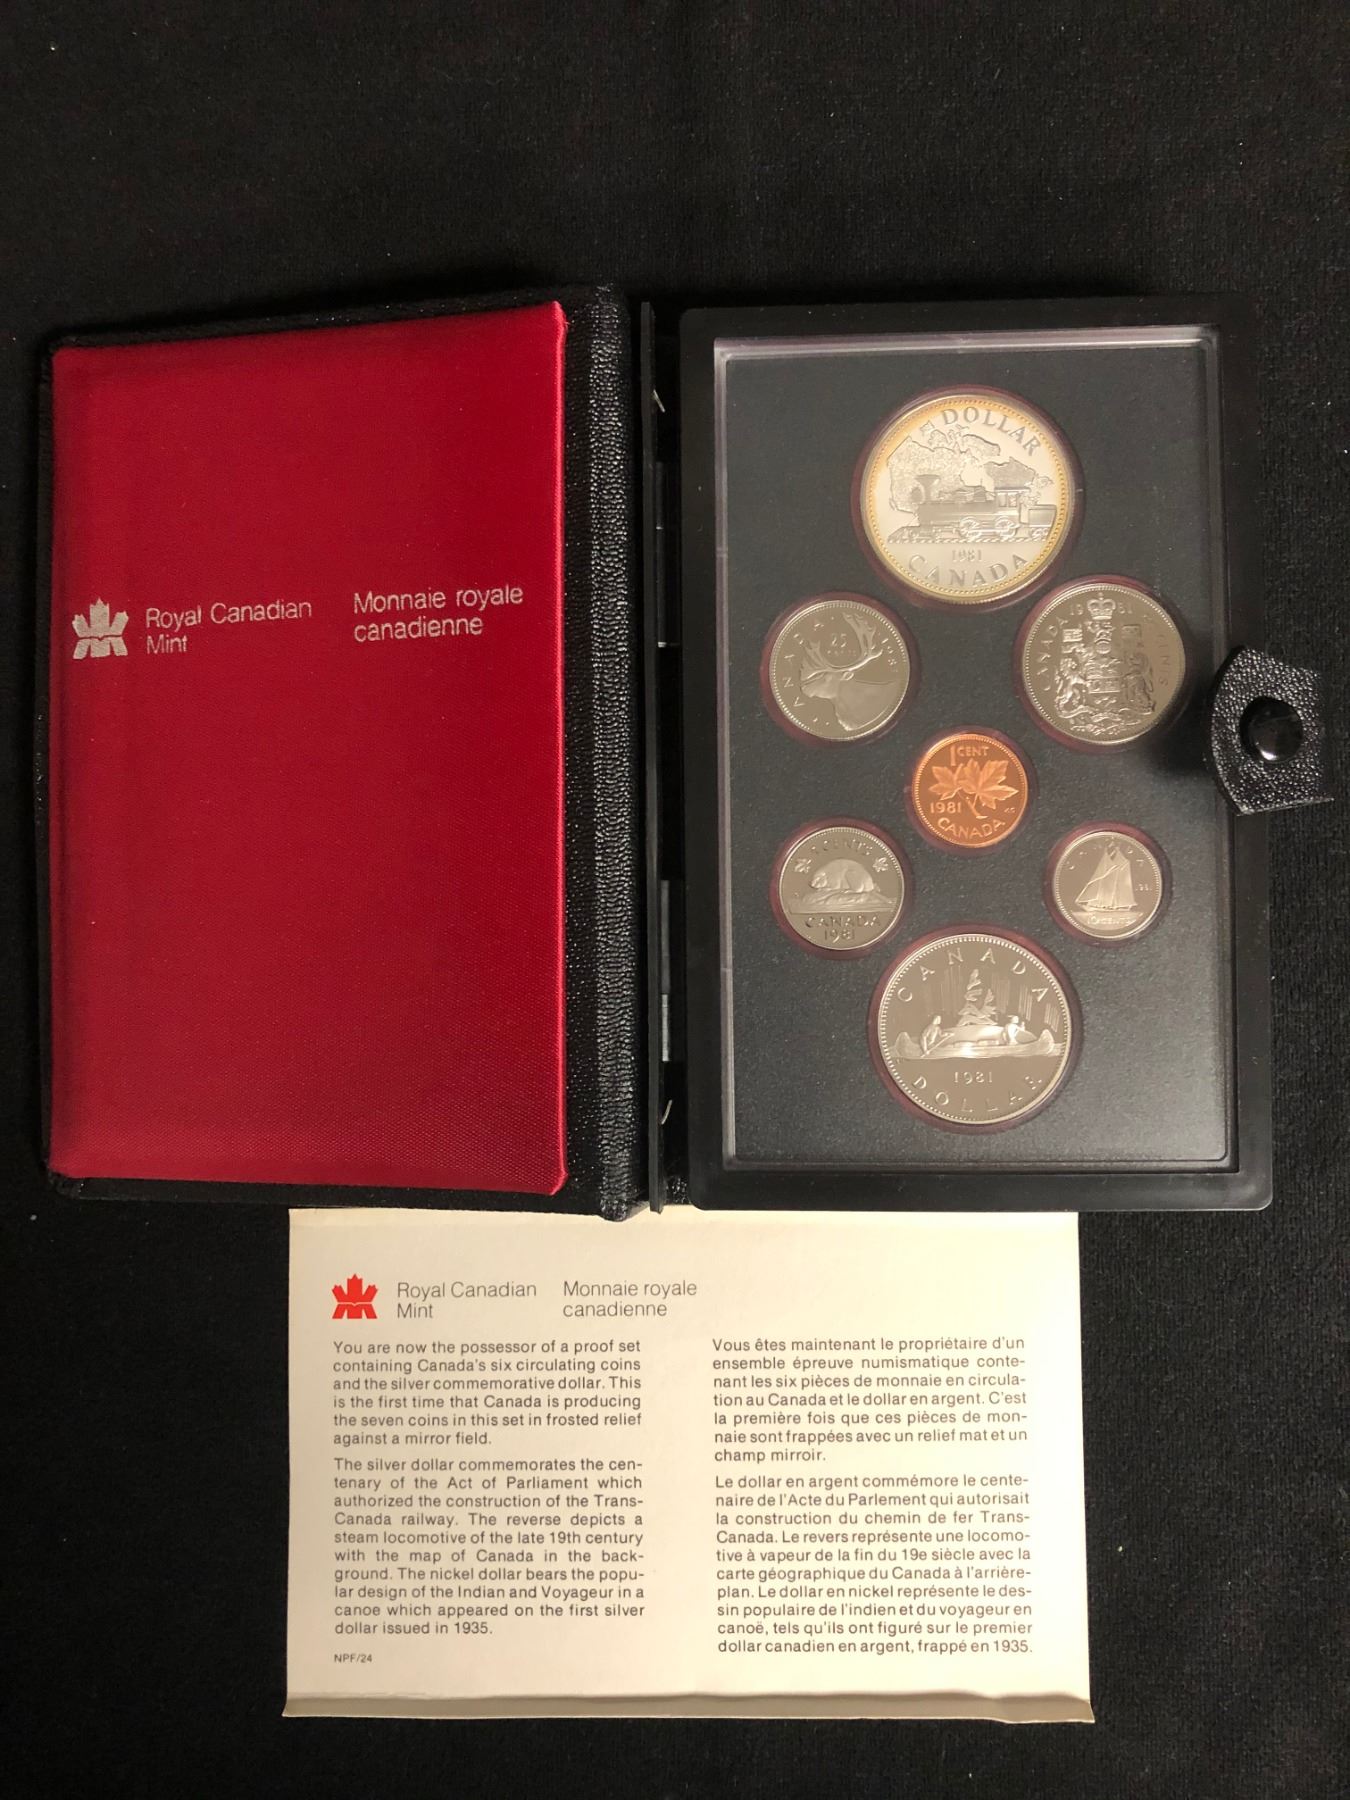 Royal Canadian
Mint
Monnaie royale
canadienne
DOLLAR
1981
CANADA
CANADA
25
1981
CANADA
1 CENT
1981
CANADA
5 CENTS
CANADA
1981
CANADA
1981
10 CENTS
CANADA
1981
DOLLAR
Royal Canadian
Mint
Monnaie royale
canadienne
You are now the possessor of a proof set
containing Canada's six circulating coins
and the silver commemorative dollar. This
is the first time that Canada is producing
the seven coins in this set in frosted relief
against a mirror field.
The silver dollar commemorates the cen-
tenary of the Act of Parliament which
authorized the construction of the Trans-
Canada railway. The reverse depicts a
steam locomotive of the late 19th century
with the map of Canada in the back-
ground. The nickel dollar bears the popu-
lar design of the Indian and Voyageur in a
canoe which appeared on the first silver
dollar issued in 1935.
NPF/24
Vous êtes maintenant le propriétaire d'un
ensemble épreuve numismatique conte-
nant les six pièces de monnaie en circula-
tion au Canada et le dollar en argent. C'est
la première fois que ces pièces de mon-
naie sont frappées avec un relief mat et un
champ mirroir.
Le dollar en argent commémore le cente-
naire de l'Acte du Parlement qui autorisait
la construction du chemin de fer Trans-
Canada. Le revers représente une locomo-
tive à vapeur de la fin du 19e siècle avec la
carte géographique du Canada à l'arrière-
plan. Le dollar en nickel représente le des-
sin populaire de l'indien et du voyageur en
canoë, tels qu'ils ont figuré sur le premier
dollar canadien en argent, frappé en 1935.